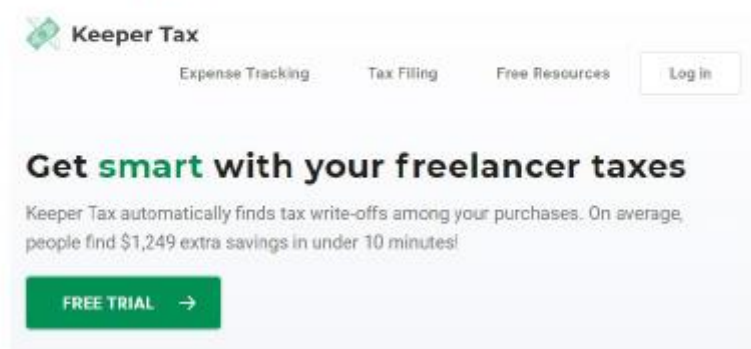 Keeper Tax
Expense Tracking Tax Filing Free Resources Log in
Get smart with your freelancer taxes
Keeper Tax automatically finds tax write-offs among your purchases. On average,
people find $1,249 extra savings in under 10 minutes!
FREE TRIAL →